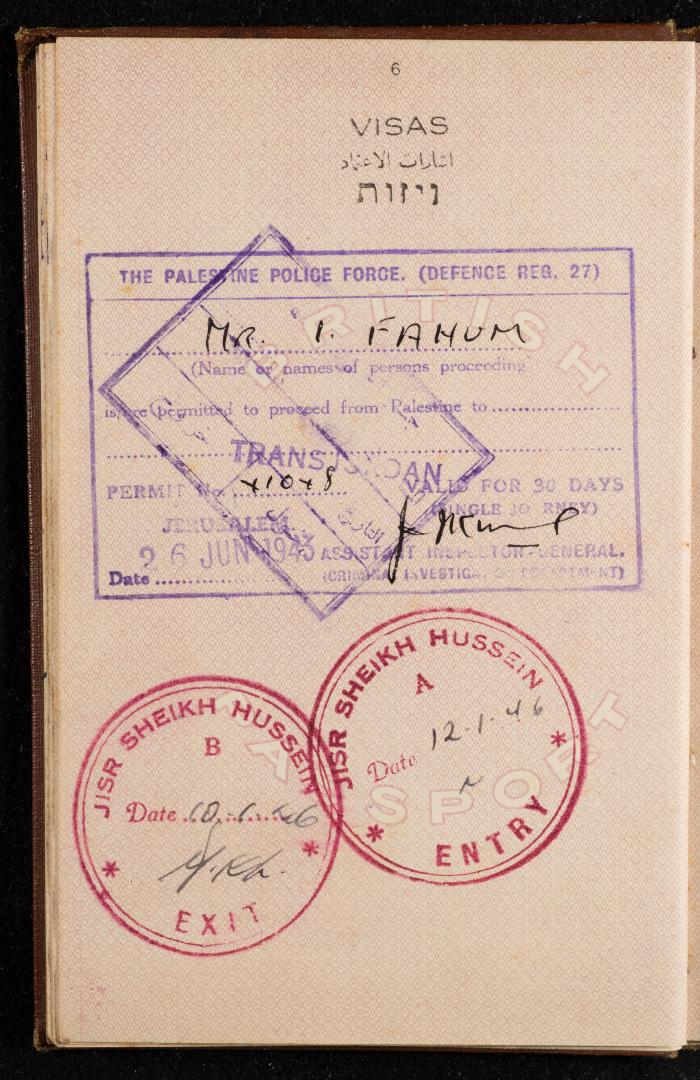 6
VISAS
اشارات الاعتماد
ויזות
THE PALESTINE POLICE FORCE. (DEFENCE REG. 27)
MR. I. FAHUM
(Name or names of persons proceeding
is/are permitted to proceed from Palestine to
TRANSJORDAN
PERMIT No. 41048 VALID FOR 30 DAYS
(SINGLE JOURNEY)
JERUSALEM
26 JUN 1943 ASSISTANT INSPECTOR-GENERAL.
Date (CRIMINAL INVESTIGATION DEPARTMENT)
BRITISH
PASSPORT
JISR SHEIKH HUSSEIN
A
Date 12.1.46
ENTRY
JISR SHEIKH HUSSEIN
B
Date 10.1.46
EXIT